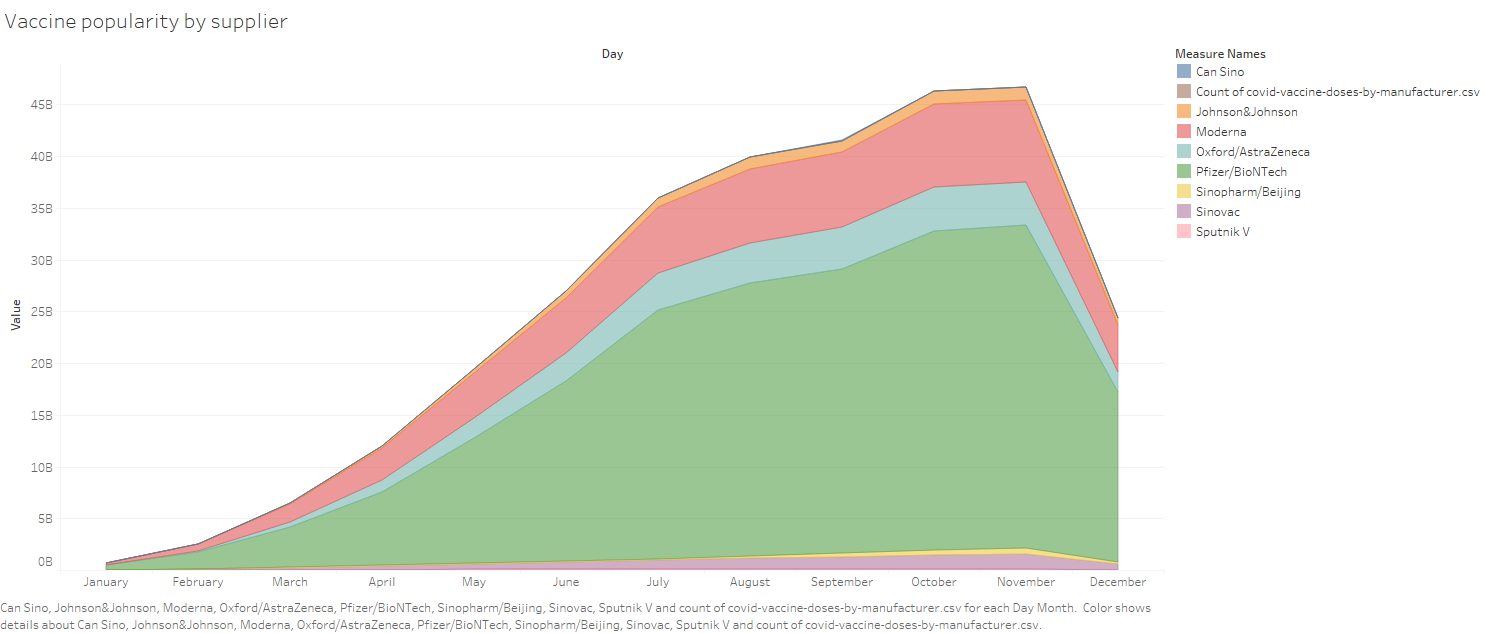 Vaccine popularity by supplier
Day
Measure Names
Can Sino
Count of covid-vaccine-doses-by-manufacturer.csv
Johnson&Johnson
Moderna
Oxford/AstraZeneca
Pfizer/BioNTech
Sinopharm/Beijing
Sinovac
Sputnik V
45B
40B
35B
30B
25B
20B
15B
10B
5B
0B
Value
January February March April May June July August September October November December
Can Sino, Johnson&Johnson, Moderna, Oxford/AstraZeneca, Pfizer/BioNTech, Sinopharm/Beijing, Sinovac, Sputnik V and count of covid-vaccine-doses-by-manufacturer.csv for each Day Month. Color shows
details about Can Sino, Johnson&Johnson, Moderna, Oxford/AstraZeneca, Pfizer/BioNTech, Sinopharm/Beijing, Sinovac, Sputnik V and count of covid-vaccine-doses-by-manufacturer.csv.